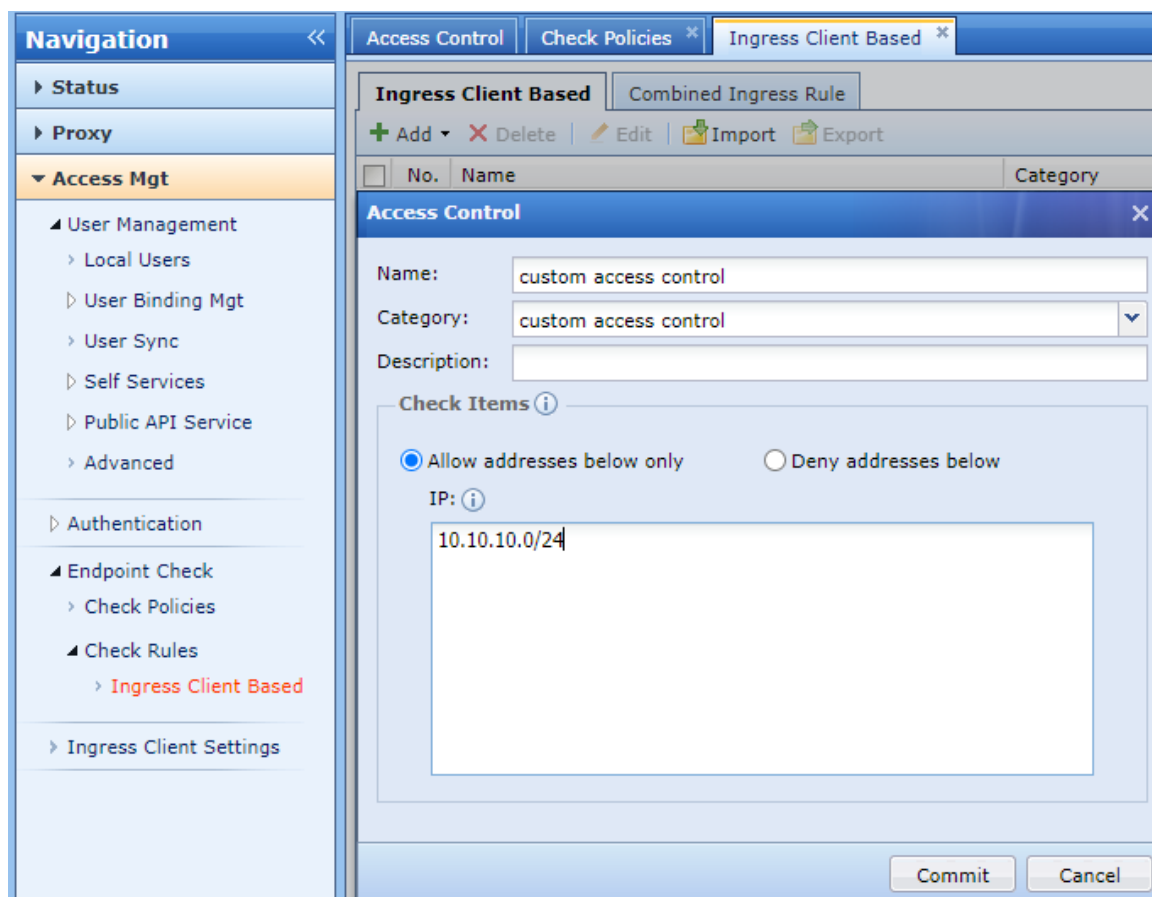 Navigation
Status
Proxy
Access Mgt
User Management
Local Users
User Binding Mgt
User Sync
Self Services
Public API Service
Advanced
Authentication
Endpoint Check
Check Policies
Check Rules
Ingress Client Based
Ingress Client Settings
Access Control Check Policies Ingress Client Based
Ingress Client Based Combined Ingress Rule
Add Delete Edit Import Export
No. Name Category
Access Control
Name: custom access control
Category: custom access control
Description:
Check Items
Allow addresses below only Deny addresses below
IP:
10.10.10.0/24
Commit Cancel